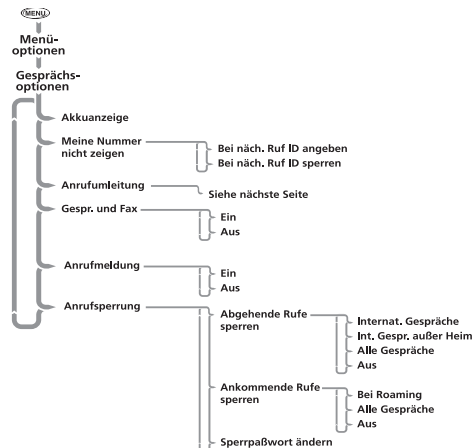 MENU
Menü-
optionen
Gesprächs-
optionen
Akkuanzeige
Meine Nummer
nicht zeigen
Bei näch. Ruf ID angeben
Bei näch. Ruf ID sperren
Anrufumleitung
Siehe nächste Seite
Gespr. und Fax
Ein
Aus
Anrufmeldung
Ein
Aus
Anrufsperrung
Abgehende Rufe
sperren
Internat. Gespräche
Int. Gespr. außer Heim
Alle Gespräche
Aus
Ankommende Rufe
sperren
Bei Roaming
Alle Gespräche
Aus
Sperrpaßwort ändern